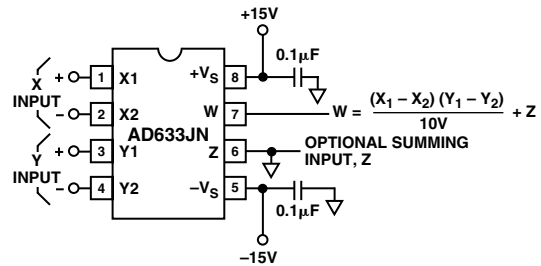 +15V
0.1µF
+ 1 X1 +VS 8
X
INPUT
– 2 X2 W 7 W = (X1 – X2) (Y1 – Y2) / 10V + Z
AD633JN
+ 3 Y1 Z 6 OPTIONAL SUMMING
INPUT, Z
Y
INPUT
– 4 Y2 –VS 5
0.1µF
–15V